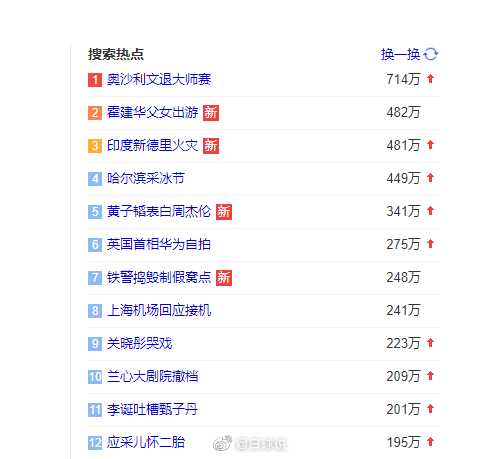 搜索热点 换一换
1 奥沙利文退大师赛 714万
2 霍建华父女出游 新 482万
3 印度新德里火灾 新 481万
4 哈尔滨采冰节 449万
5 黄子韬表白周杰伦 新 341万
6 英国首相华为自拍 275万
7 铁警捣毁制假窝点 新 248万
8 上海机场回应接机 241万
9 关晓彤哭戏 223万
10 兰心大剧院撤档 209万
11 李诞吐槽甄子丹 201万
12 应采儿怀二胎 195万